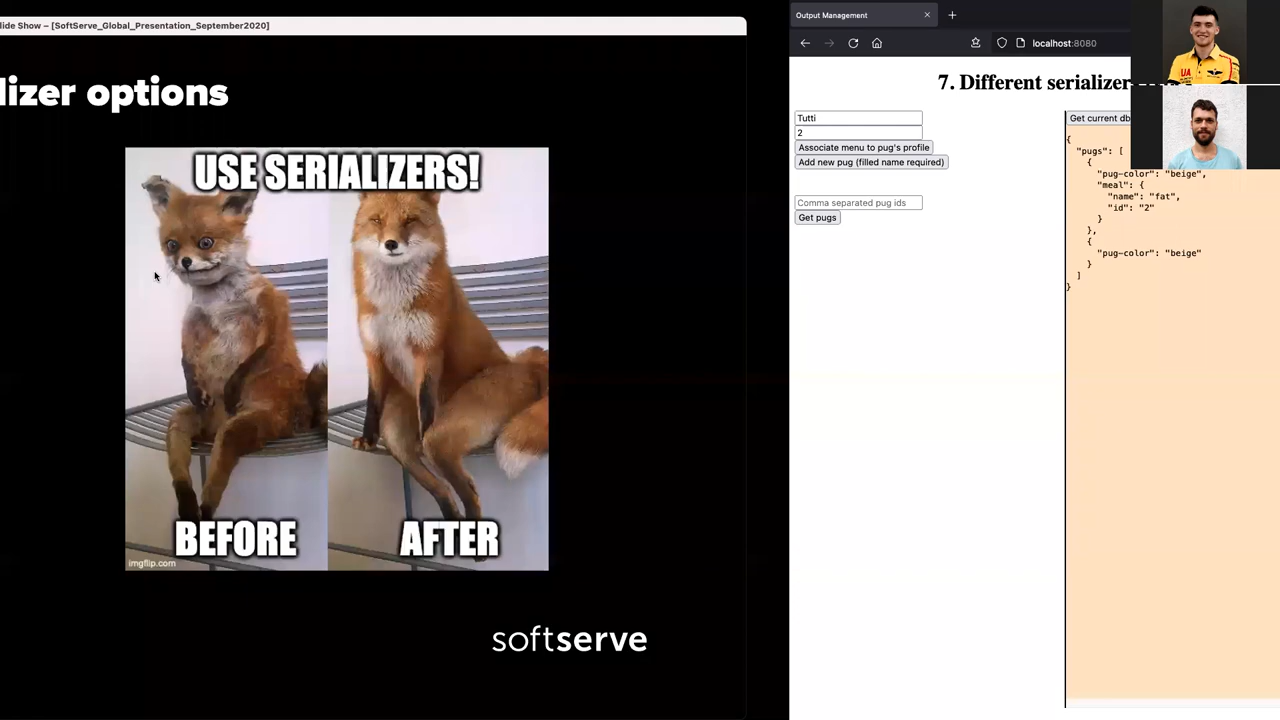 lide Show – [SoftServe_Global_Presentation_September2020]
lizer options
USE SERIALIZERS!
BEFORE
AFTER
imgflip.com
softserve
Output Management
localhost:8080
7. Different serializer
Tutti
2
Associate menu to pug's profile
Add new pug (filled name required)
Comma separated pug ids
Get pugs
Get current db
{
"pugs": [
{
"pug-color": "beige",
"meal": {
"name": "fat",
"id": "2"
}
},
{
"pug-color": "beige"
}
]
}
UA